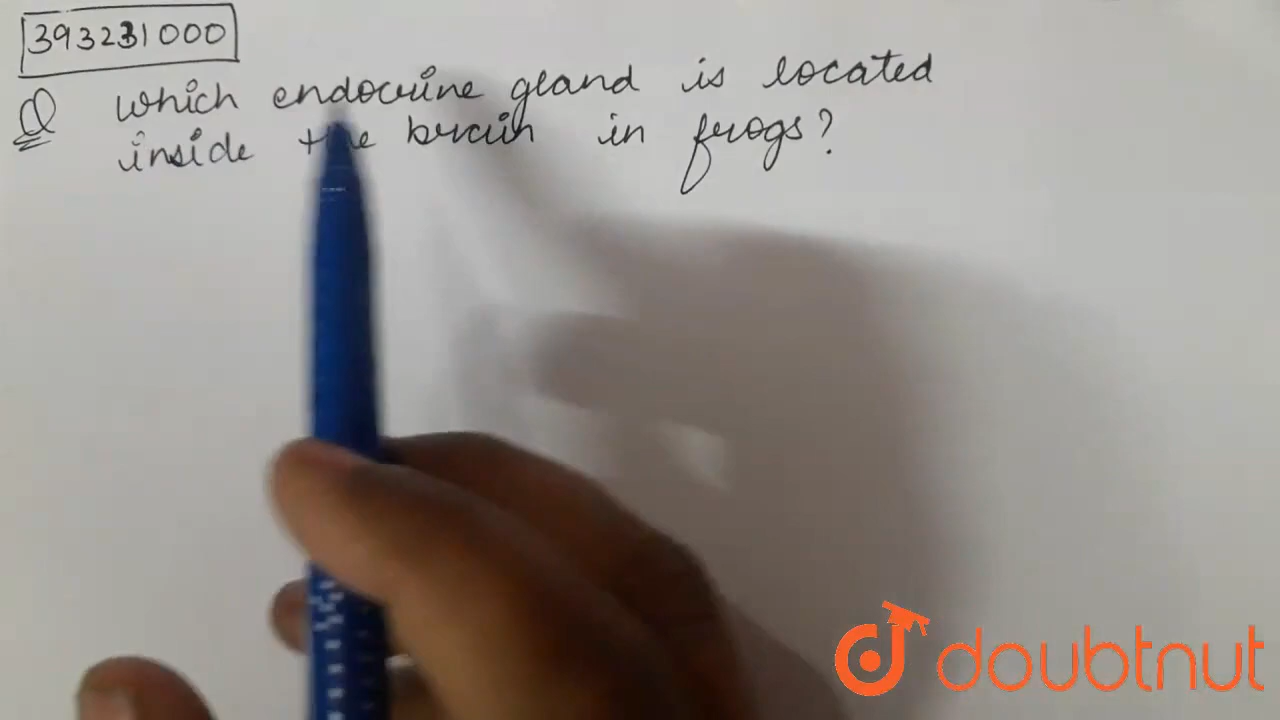 393231000
Q Which endocrine gland is located
inside the brain in frogs?
doubtnut